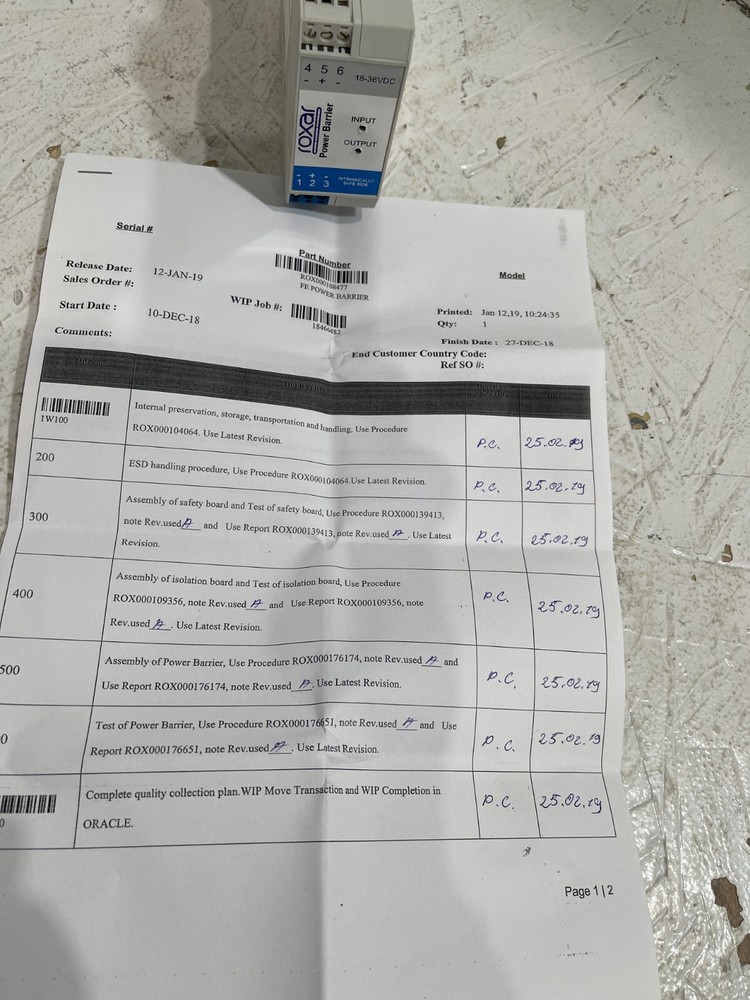 4 5 6
- + -
18-36VDC
roxar
Power Barrier
INPUT
OUTPUT
- + -
1 2 3
INTRINSICALLY
SAFE SIDE
Serial #
Part Number
Model
Release Date: 12-JAN-19
ROX000108477
FE POWER BARRIER
Sales Order #:
WIP Job #:
18466482
Printed: Jan 12,19, 10:24:35
Qty: 1
Start Date : 10-DEC-18
Finish Date : 27-DEC-18
Comments:
End Customer Country Code:
Ref SO #:
1W100
Internal preservation, storage, transportation and handling, Use Procedure
ROX000104064. Use Latest Revision.
P.C. 25.02.19
200
ESD handling procedure, Use Procedure ROX000104064.Use Latest Revision.
P.C. 25.02.19
300
Assembly of safety board and Test of safety board, Use Procedure ROX000139413,
note Rev.used A and Use Report ROX000139413, note Rev.used A. Use Latest
Revision.
P.C. 25.02.19
400
Assembly of isolation board and Test of isolation board, Use Procedure
ROX000109356, note Rev.used A and Use Report ROX000109356, note
Rev.used A. Use Latest Revision.
P.C. 25.02.19
500
Assembly of Power Barrier, Use Procedure ROX000176174, note Rev.used A and
Use Report ROX000176174, note Rev.used A. Use Latest Revision.
P.C. 25.02.19
0
Test of Power Barrier, Use Procedure ROX000176651, note Rev.used A and Use
Report ROX000176651, note Rev.used A. Use Latest Revision.
P.C. 25.02.19
0
Complete quality collection plan.WIP Move Transaction and WIP Completion in
ORACLE.
P.C. 25.02.19
Page 1 | 2